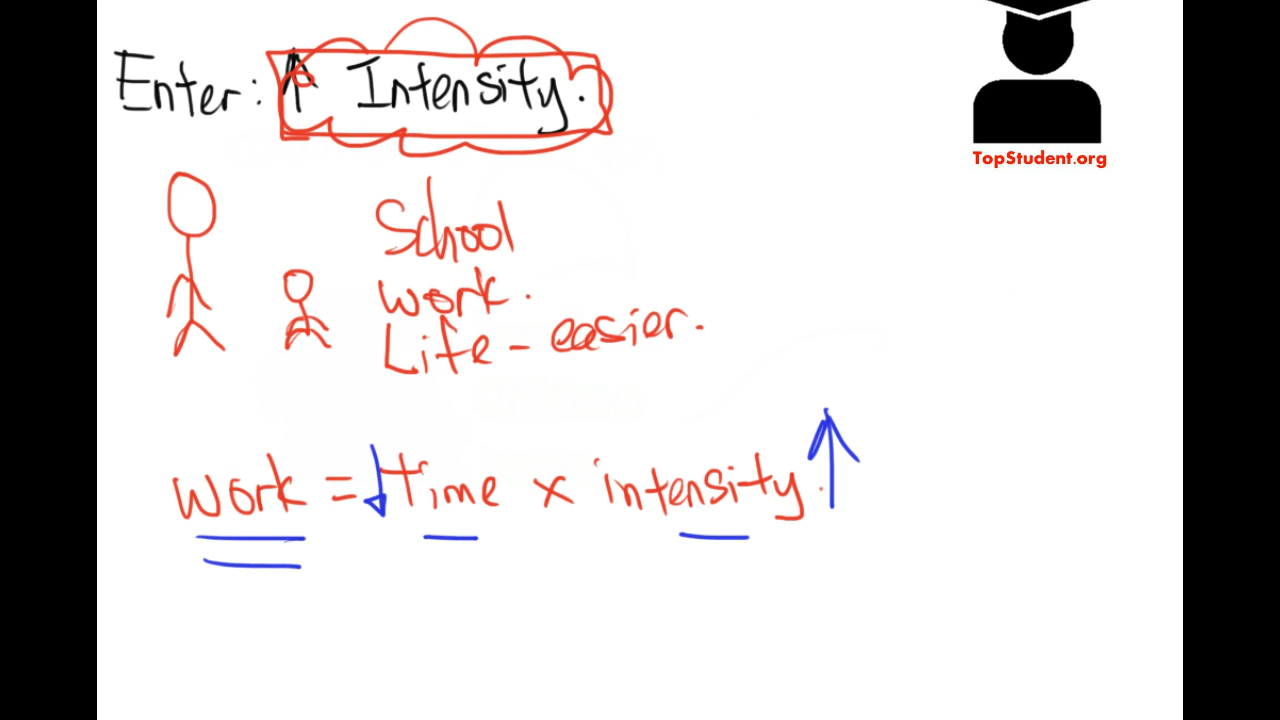 Enter: ↑ Intensity.
TopStudent.org
School
work.
Life - easier.
work = ↓ Time x intensity. ↑